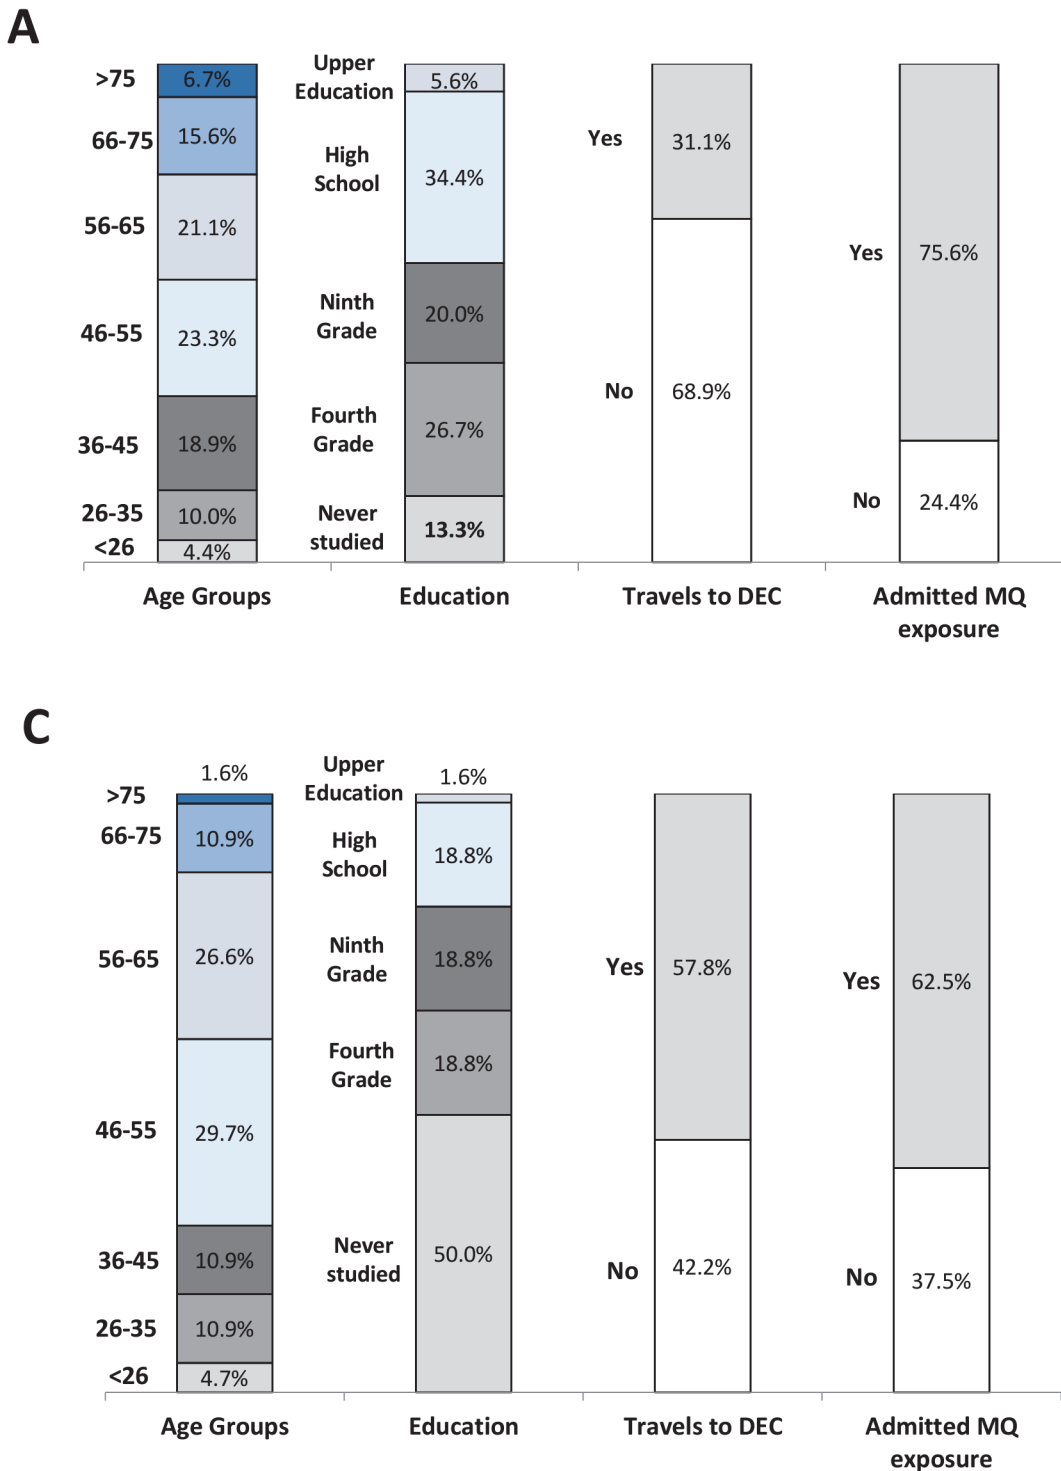 A
>75
6.7%
66-75
15.6%
56-65
21.1%
46-55
23.3%
36-45
18.9%
26-35
10.0%
<26
4.4%
Age Groups
Upper
Education
5.6%
High
School
34.4%
Ninth
Grade
20.0%
Fourth
Grade
26.7%
Never
studied
13.3%
Education
Yes
31.1%
No
68.9%
Travels to DEC
Yes
75.6%
No
24.4%
Admitted MQ
exposure
C
>75
1.6%
66-75
10.9%
56-65
26.6%
46-55
29.7%
36-45
10.9%
26-35
10.9%
<26
4.7%
Age Groups
Upper
Education
1.6%
High
School
18.8%
Ninth
Grade
18.8%
Fourth
Grade
18.8%
Never
studied
50.0%
Education
Yes
57.8%
No
42.2%
Travels to DEC
Yes
62.5%
No
37.5%
Admitted MQ
exposure